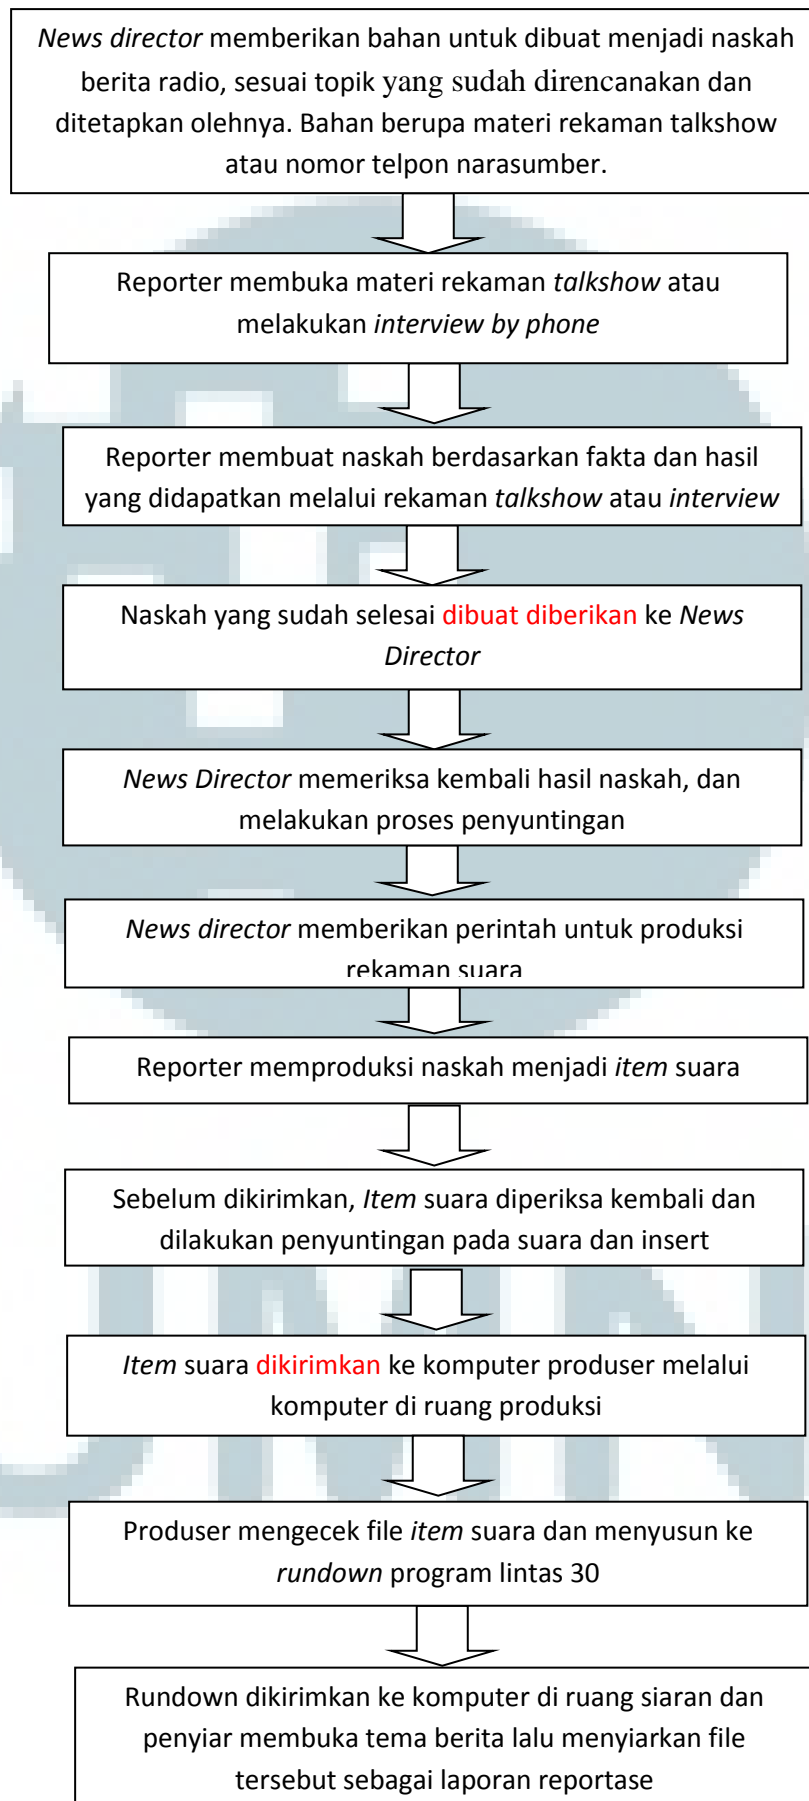 News director memberikan bahan untuk dibuat menjadi naskah
berita radio, sesuai topik yang sudah direncanakan dan
ditetapkan olehnya. Bahan berupa materi rekaman talkshow
atau nomor telpon narasumber.
Reporter membuka materi rekaman talkshow atau
melakukan interview by phone
Reporter membuat naskah berdasarkan fakta dan hasil
yang didapatkan melalui rekaman talkshow atau interview
Naskah yang sudah selesai dibuat diberikan ke News
Director
News Director memeriksa kembali hasil naskah, dan
melakukan proses penyuntingan
News director memberikan perintah untuk produksi
rekaman suara
Reporter memproduksi naskah menjadi item suara
Sebelum dikirimkan, Item suara diperiksa kembali dan
dilakukan penyuntingan pada suara dan insert
Item suara dikirimkan ke komputer produser melalui
komputer di ruang produksi
Produser mengecek file item suara dan menyusun ke
rundown program lintas 30
Rundown dikirimkan ke komputer di ruang siaran dan
penyiar membuka tema berita lalu menyiarkan file
tersebut sebagai laporan reportase
UMN